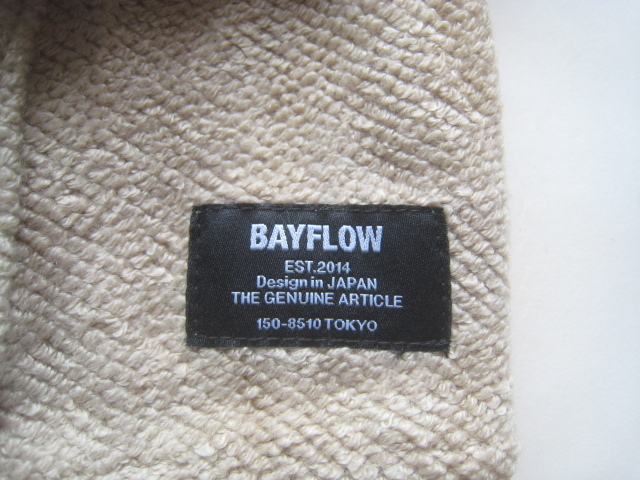 BAYFLOW
EST.2014
Design in JAPAN
THE GENUINE ARTICLE
150-8510 TOKYO